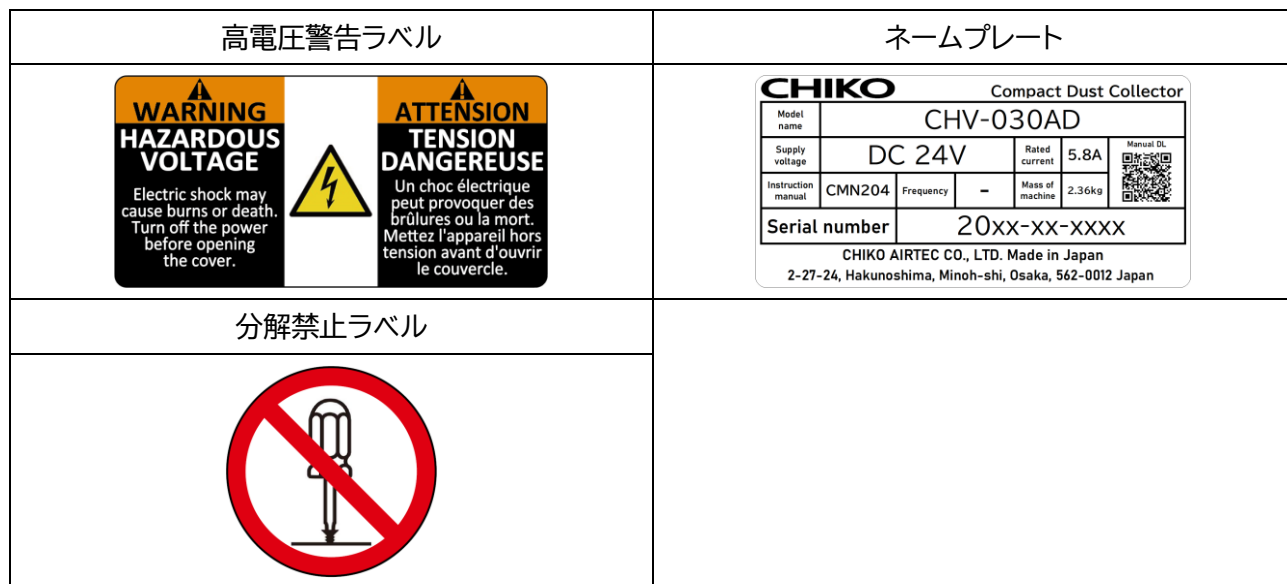 高電圧警告ラベル
ネームプレート
WARNING
HAZARDOUS
VOLTAGE
Electric shock may
cause burns or death.
Turn off the power
before opening
the cover.
ATTENSION
TENSION
DANGEREUSE
Un choc électrique
peut provoquer des
brûlures ou la mort.
Mettez l'appareil hors
tension avant d'ouvrir
le couvercle.
CHIKO
Compact Dust Collector
Model
name
CHV-030AD
Supply
voltage
DC 24V
Rated
current
5.8A
Manual DL
Instruction
manual
CMN204
Frequency
-
Mass of
machine
2.36kg
Serial number
20xx-xx-xxxx
CHIKO AIRTEC CO., LTD. Made in Japan
2-27-24, Hakunoshima, Minoh-shi, Osaka, 562-0012 Japan
分解禁止ラベル